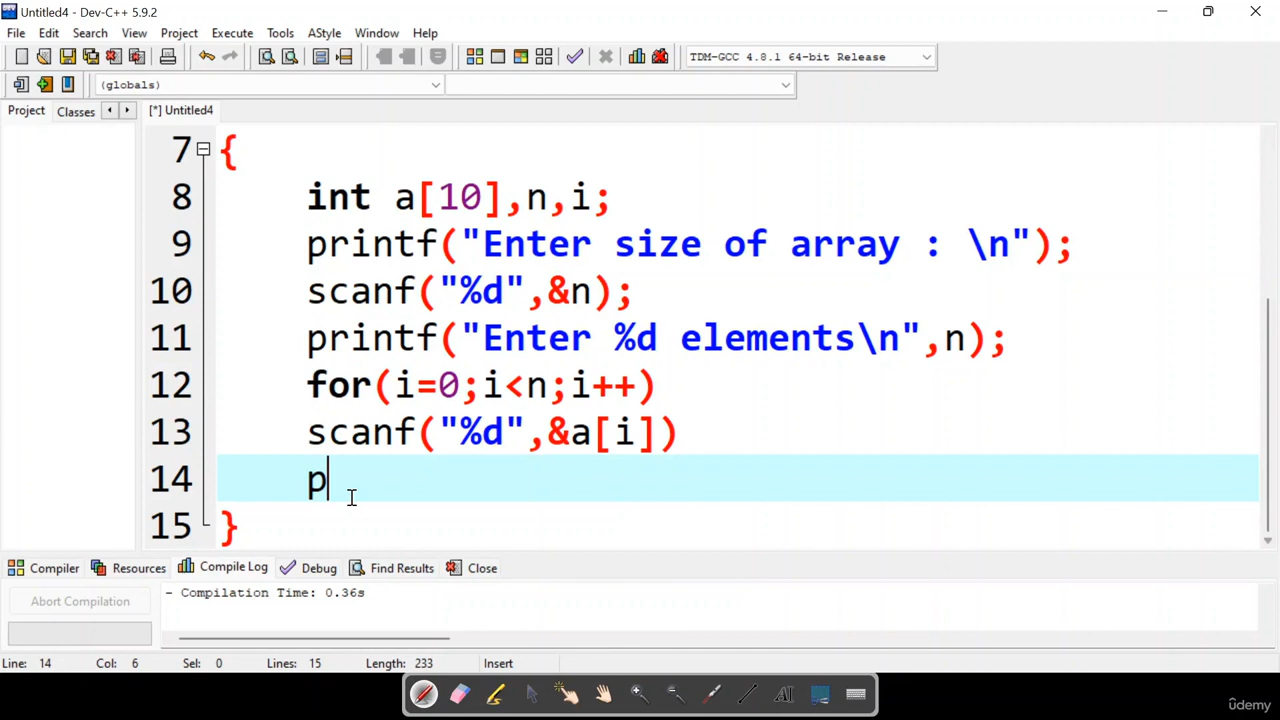 Untitled4 - Dev-C++ 5.9.2
File Edit Search View Project Execute Tools AStyle Window Help
TDM-GCC 4.8.1 64-bit Release
(globals)
Project Classes [*] Untitled4
7 {
8 int a[10],n,i;
9 printf("Enter size of array : \n");
10 scanf("%d",&n);
11 printf("Enter %d elements\n",n);
12 for(i=0;i<n;i++)
13 scanf("%d",&a[i])
14 p
15 }
Compiler Resources Compile Log Debug Find Results Close
Abort Compilation
- Compilation Time: 0.36s
Line: 14 Col: 6 Sel: 0 Lines: 15 Length: 233 Insert
AI
ûdemy